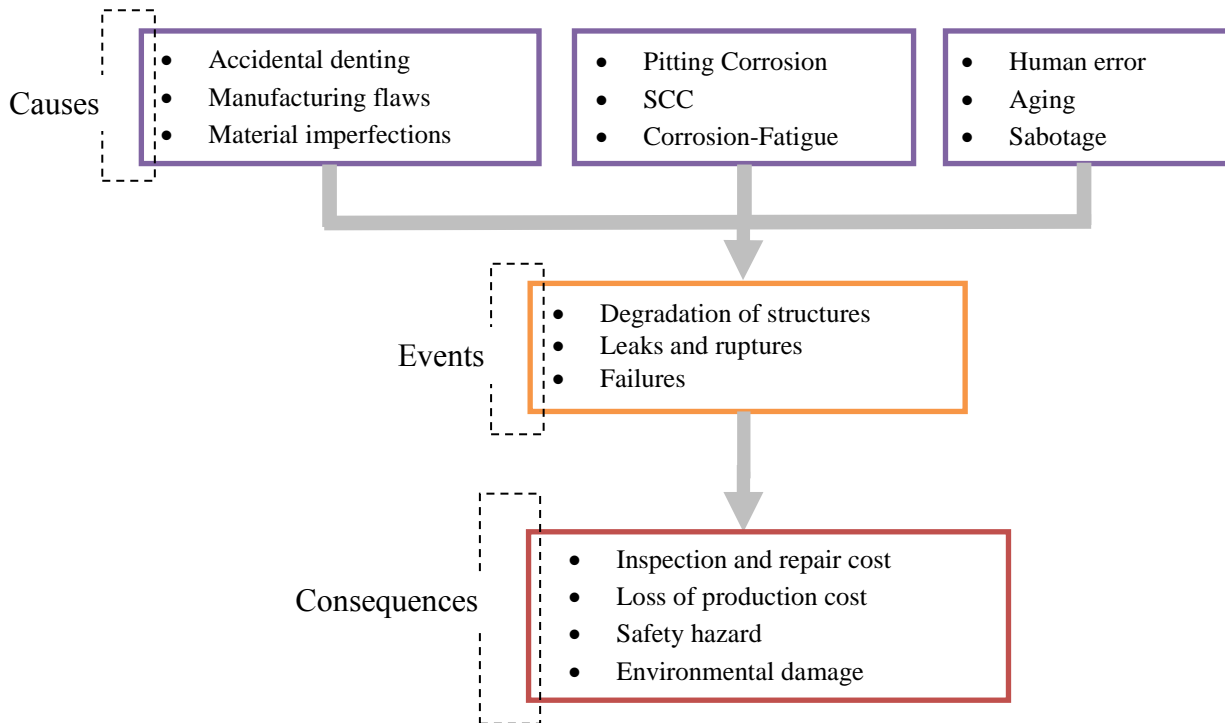 Causes
• Accidental denting
• Manufacturing flaws
• Material imperfections
• Pitting Corrosion
• SCC
• Corrosion-Fatigue
• Human error
• Aging
• Sabotage
Events
• Degradation of structures
• Leaks and ruptures
• Failures
Consequences
• Inspection and repair cost
• Loss of production cost
• Safety hazard
• Environmental damage